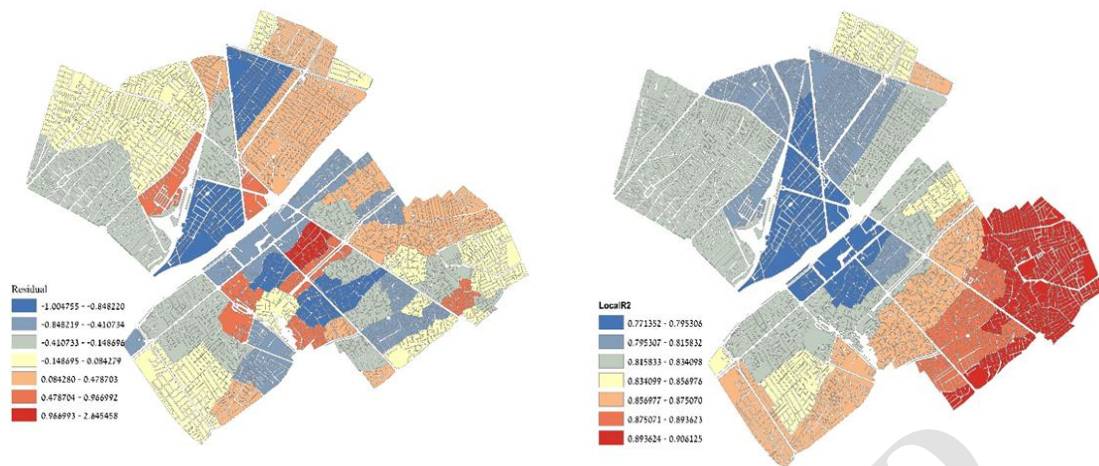 Residual
-1.004755 - -0.848220
-0.848219 - -0.410734
-0.410733 - -0.148696
-0.148695 - 0.084279
0.084280 - 0.478703
0.478704 - 0.966992
0.966993 - 2.645458
LocalR2
0.771352 - 0.795306
0.795307 - 0.815832
0.815833 - 0.834098
0.834099 - 0.856976
0.856977 - 0.875070
0.875071 - 0.893623
0.893624 - 0.906125